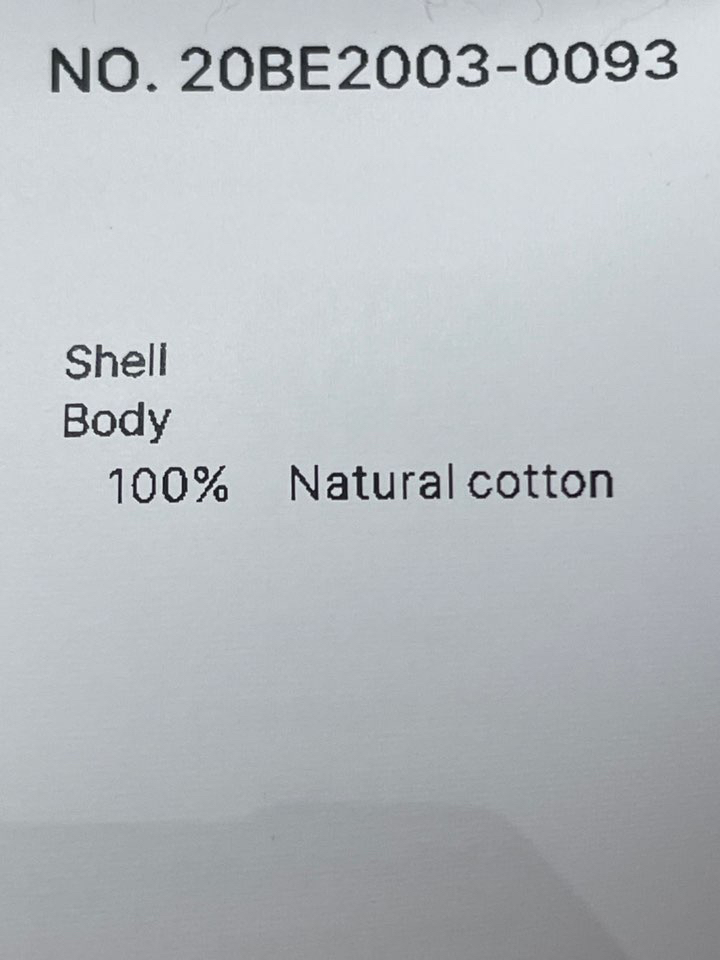 NO. 20BE2003-0093
Shell
Body
100% Natural cotton